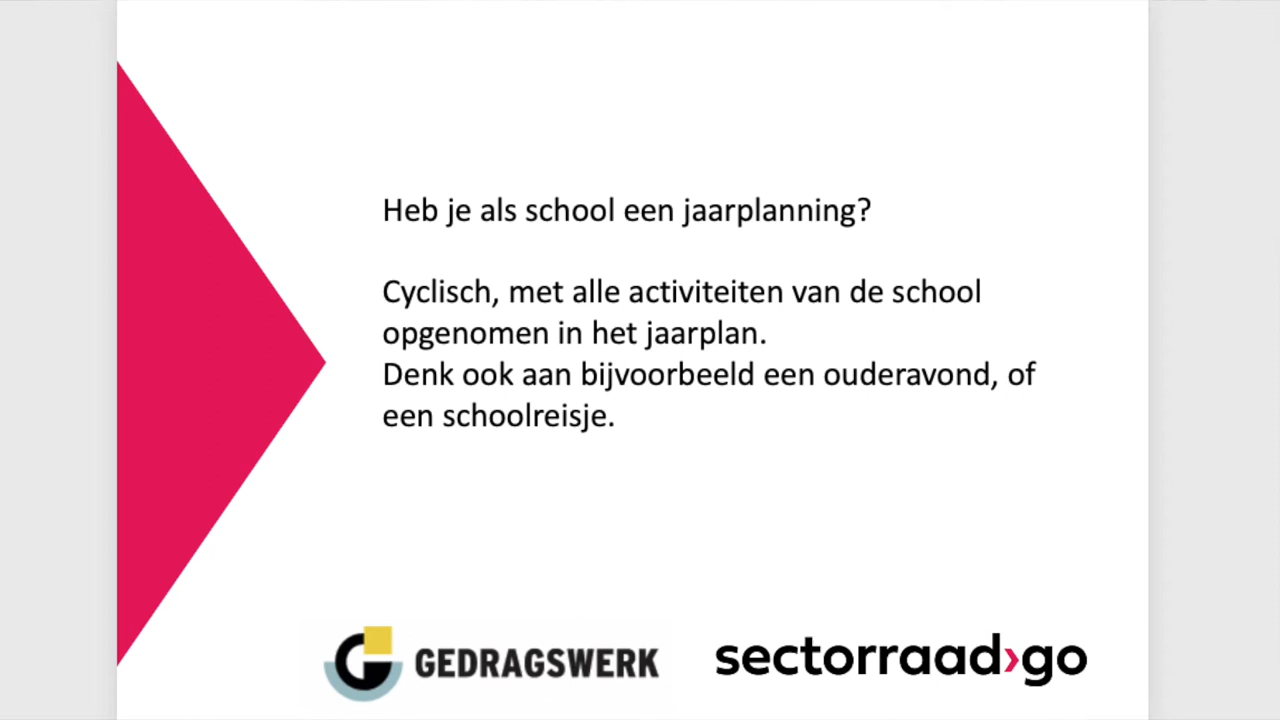 Heb je als school een jaarplanning?
Cyclisch, met alle activiteiten van de school
opgenomen in het jaarplan.
Denk ook aan bijvoorbeeld een ouderavond, of
een schoolreisje.
GEDRAGSWERK
sectorraad›go